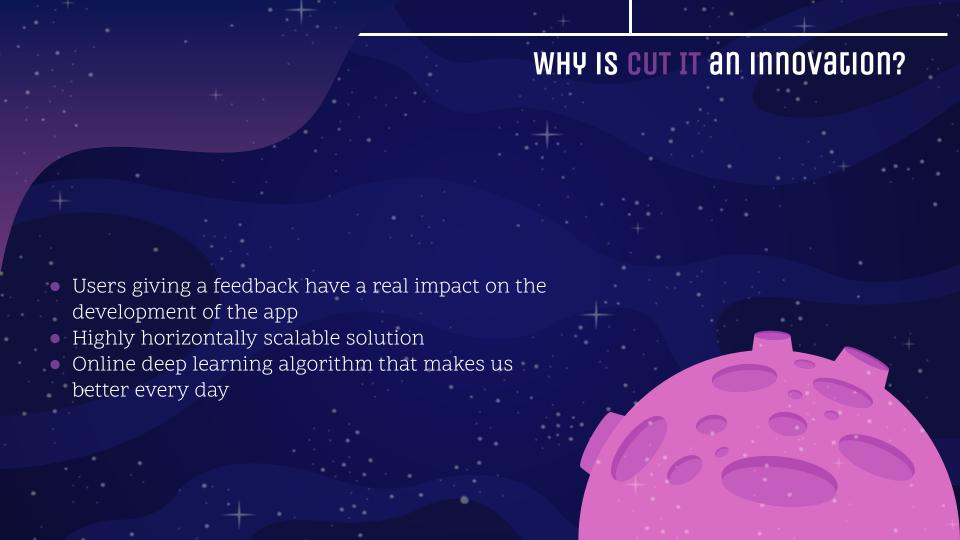 WHY IS CUT IT an Innovation?
Users giving a feedback have a real impact on the
development of the app
Highly horizontally scalable solution
Online deep learning algorithm that makes us
better every day